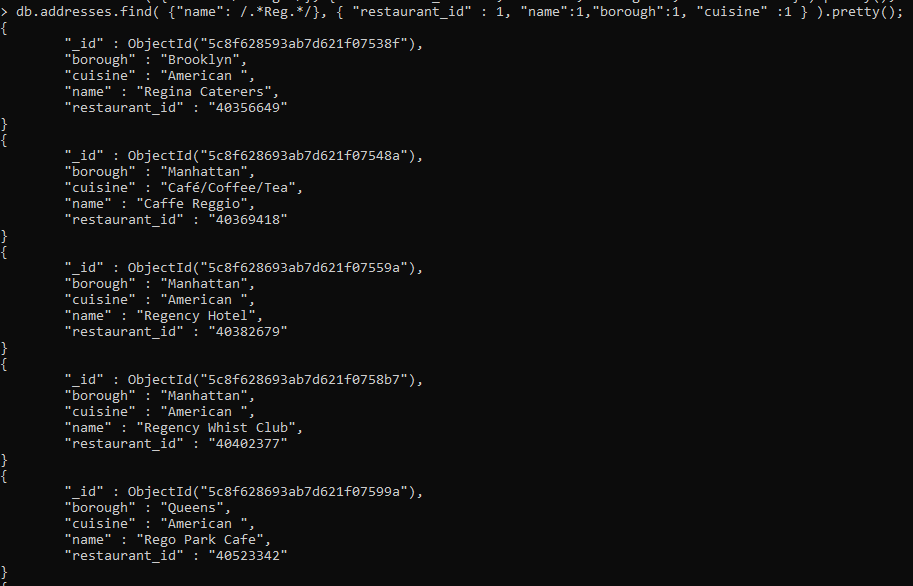 > db.addresses.find( {"name": /.*Reg.*/}, { "restaurant_id" : 1, "name":1,"borough":1, "cuisine" :1 } ).pretty();
{
"_id" : ObjectId("5c8f628593ab7d621f07538f"),
"borough" : "Brooklyn",
"cuisine" : "American ",
"name" : "Regina Caterers",
"restaurant_id" : "40356649"
}
{
"_id" : ObjectId("5c8f628693ab7d621f07548a"),
"borough" : "Manhattan",
"cuisine" : "Café/Coffee/Tea",
"name" : "Caffe Reggio",
"restaurant_id" : "40369418"
}
{
"_id" : ObjectId("5c8f628693ab7d621f07559a"),
"borough" : "Manhattan",
"cuisine" : "American ",
"name" : "Regency Hotel",
"restaurant_id" : "40382679"
}
{
"_id" : ObjectId("5c8f628693ab7d621f0758b7"),
"borough" : "Manhattan",
"cuisine" : "American ",
"name" : "Regency Whist Club",
"restaurant_id" : "40402377"
}
{
"_id" : ObjectId("5c8f628693ab7d621f07599a"),
"borough" : "Queens",
"cuisine" : "American ",
"name" : "Rego Park Cafe",
"restaurant_id" : "40523342"
}